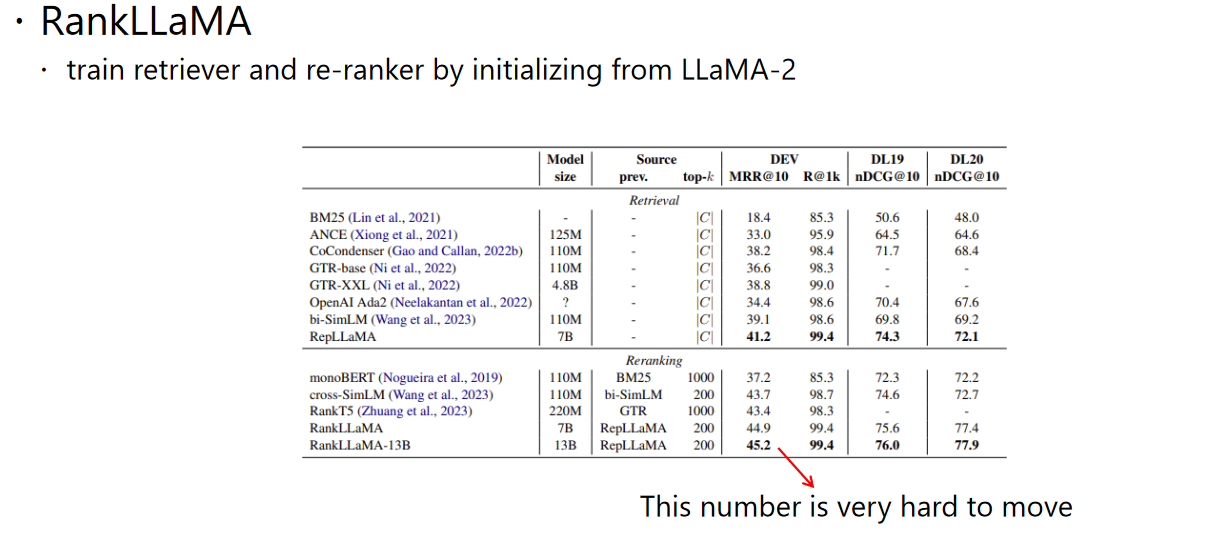 · RankLLaMA
· train retriever and re-ranker by initializing from LLaMA-2
Model Source DEV DL19 DL20
size prev. top-k MRR@10 R@1k nDCG@10 nDCG@10
Retrieval
BM25 (Lin et al., 2021) - - |C| 18.4 85.3 50.6 48.0
ANCE (Xiong et al., 2021) 125M - |C| 33.0 95.9 64.5 64.6
CoCondenser (Gao and Callan, 2022b) 110M - |C| 38.2 98.4 71.7 68.4
GTR-base (Ni et al., 2022) 110M - |C| 36.6 98.3 - -
GTR-XXL (Ni et al., 2022) 4.8B - |C| 38.8 99.0 - -
OpenAI Ada2 (Neelakantan et al., 2022) ? - |C| 34.4 98.6 70.4 67.6
bi-SimLM (Wang et al., 2023) 110M - |C| 39.1 98.6 69.8 69.2
RepLLaMA 7B - |C| 41.2 99.4 74.3 72.1
Reranking
monoBERT (Nogueira et al., 2019) 110M BM25 1000 37.2 85.3 72.3 72.2
cross-SimLM (Wang et al., 2023) 110M bi-SimLM 200 43.7 98.7 74.6 72.7
RankT5 (Zhuang et al., 2023) 220M GTR 1000 43.4 98.3 - -
RankLLaMA 7B RepLLaMA 200 44.9 99.4 75.6 77.4
RankLLaMA-13B 13B RepLLaMA 200 45.2 99.4 76.0 77.9
This number is very hard to move